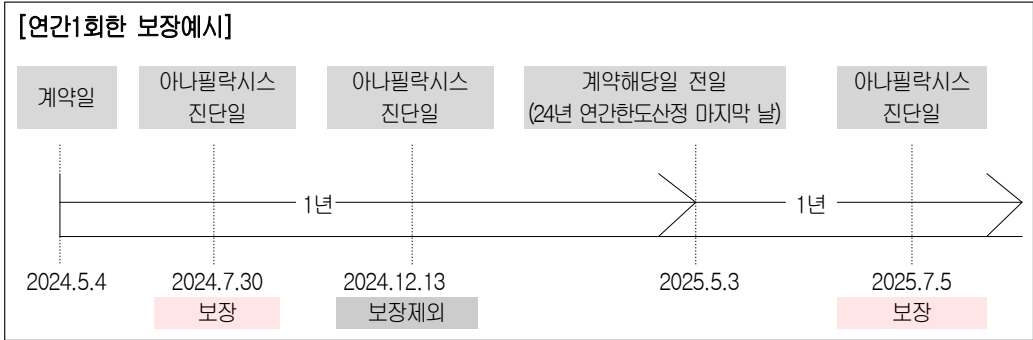 [연간1회한 보장예시]
계약일
아나필락시스
진단일
아나필락시스
진단일
계약해당일 전일
(24년 연간한도산정 마지막 날)
아나필락시스
진단일
1년
1년
2024.5.4
2024.7.30
2024.12.13
2025.5.3
2025.7.5
보장
보장제외
보장